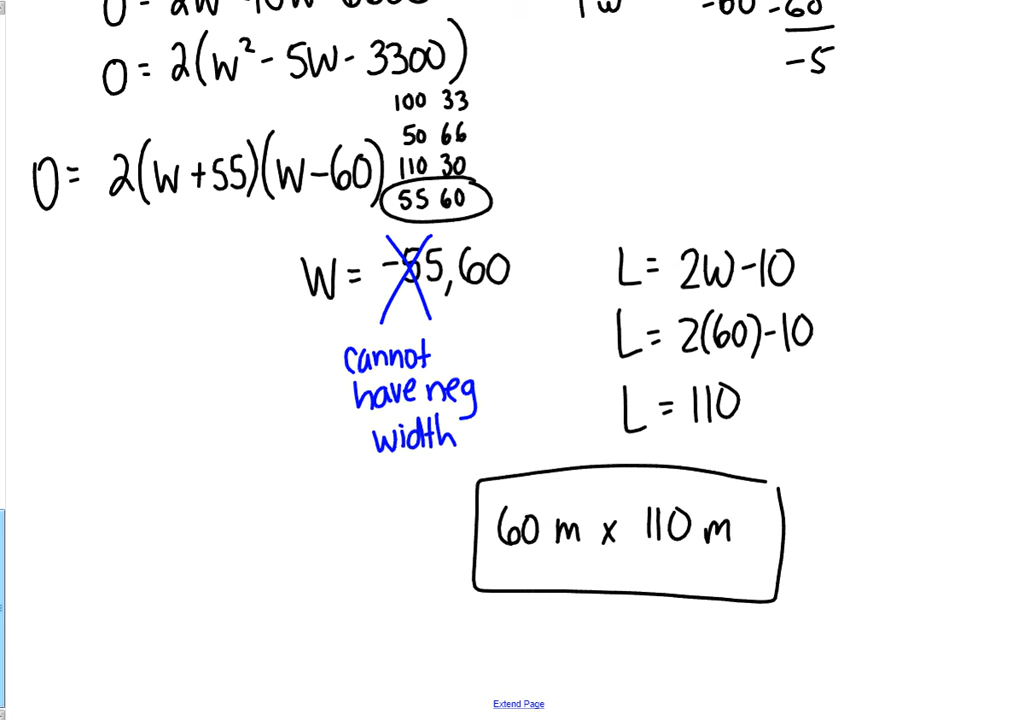 0 = 2(w² - 5w - 3300)
-5
100 33
50 66
110 30
55 60
0 = 2(w+55)(w-60)
w = -55, 60
cannot
have neg
width
L = 2w-10
L = 2(60)-10
L = 110
60 m x 110 m
Extend Page